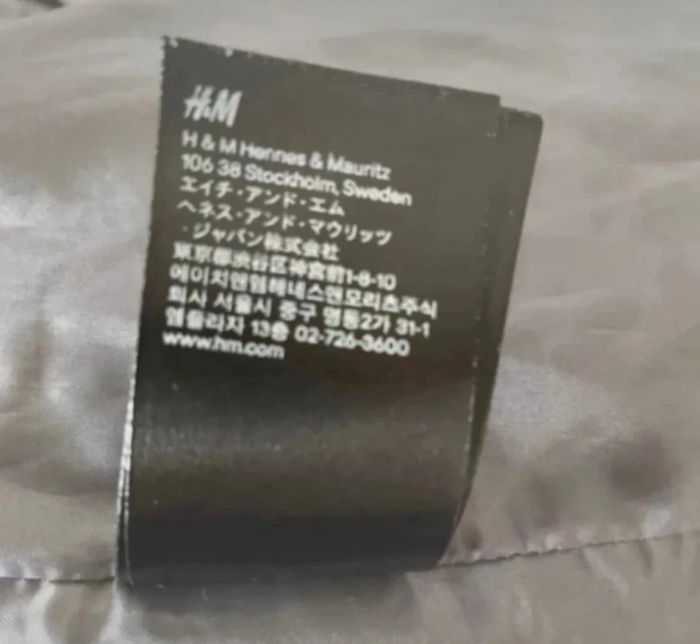 H&M
H & M Hennes & Mauritz
106 38 Stockholm, Sweden
エイチ・アンド・エム
ヘネス・アンド・マウリッツ
・ジャパン株式会社
東京都渋谷区神宮前1-8-10
에이치앤엠헤네스앤모리츠주식
회사 서울시 중구 명동2가 31-1
엠플라자 13층 02-726-3600
www.hm.com